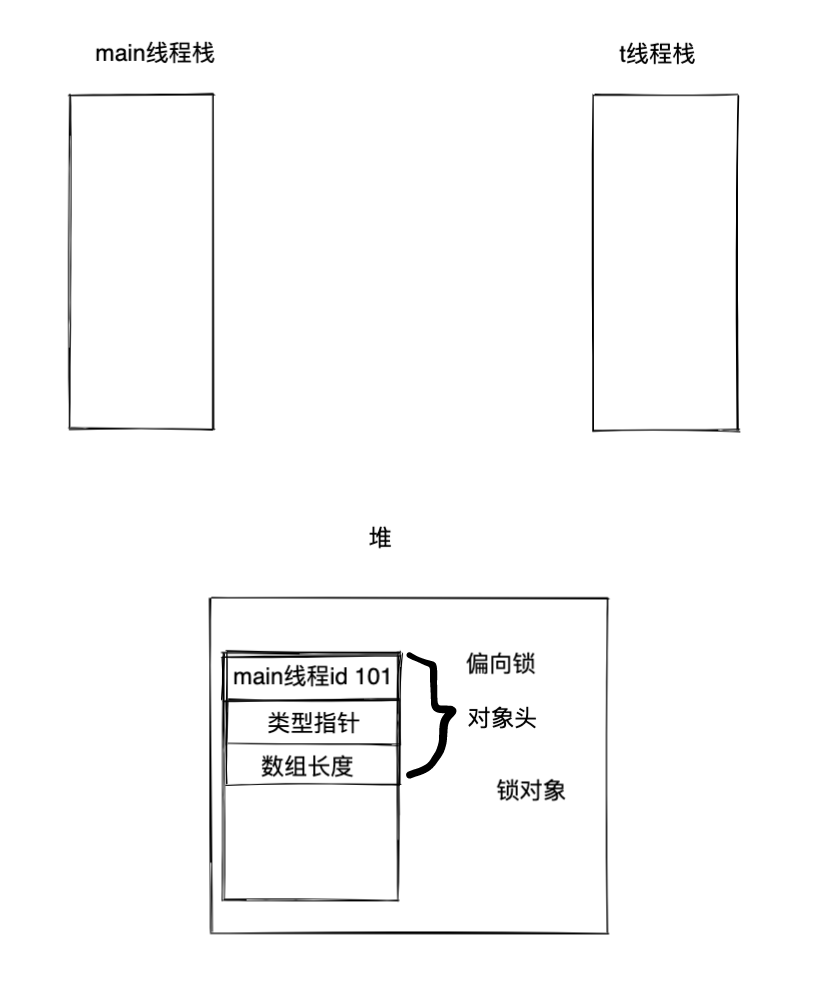 main线程栈
t线程栈
堆
main线程id 101
偏向锁
类型指针
对象头
数组长度
锁对象